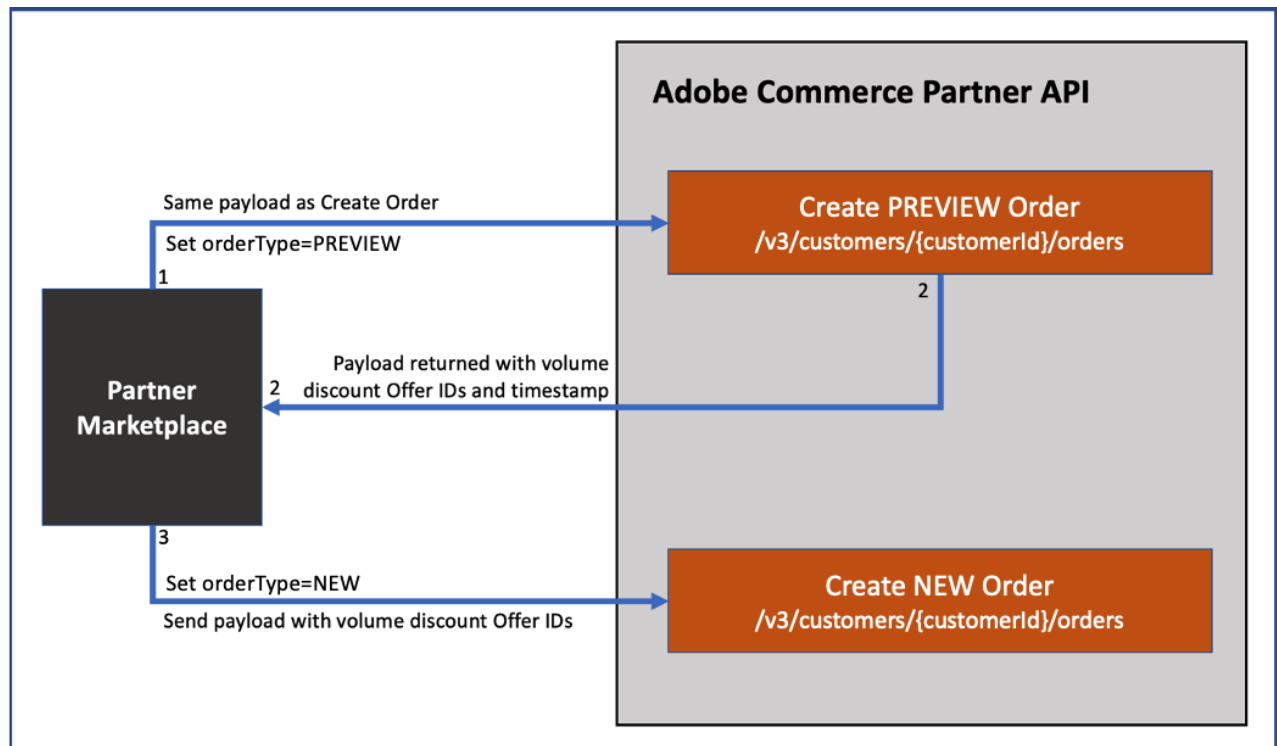 Adobe Commerce Partner API
Same payload as Create Order
Set orderType=PREVIEW
1
Create PREVIEW Order
/v3/customers/{customerId}/orders
2
Payload returned with volume
discount Offer IDs and timestamp
2
Partner
Marketplace
3
Set orderType=NEW
Send payload with volume discount Offer IDs
Create NEW Order
/v3/customers/{customerId}/orders